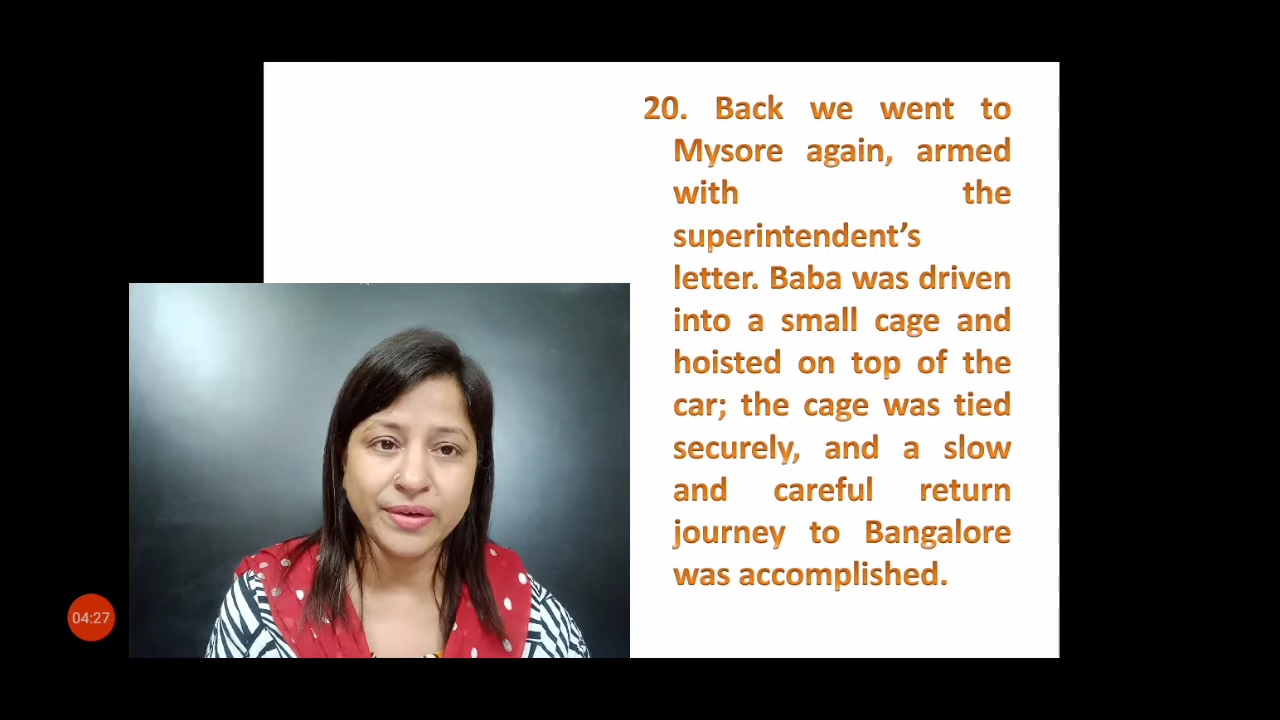 20. Back we went to
Mysore again, armed
with the
superintendent’s
letter. Baba was driven
into a small cage and
hoisted on top of the
car; the cage was tied
securely, and a slow
and careful return
journey to Bangalore
was accomplished.
04:27